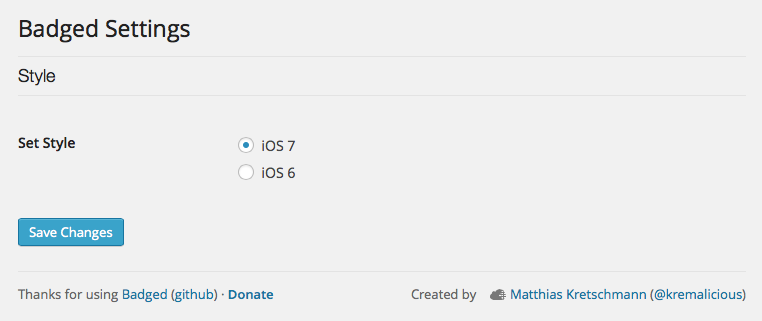 Badged Settings
Style
Set Style
iOS 7
iOS 6
Save Changes
Thanks for using Badged (github) · Donate
Created by Matthias Kretschmann (@kremalicious)